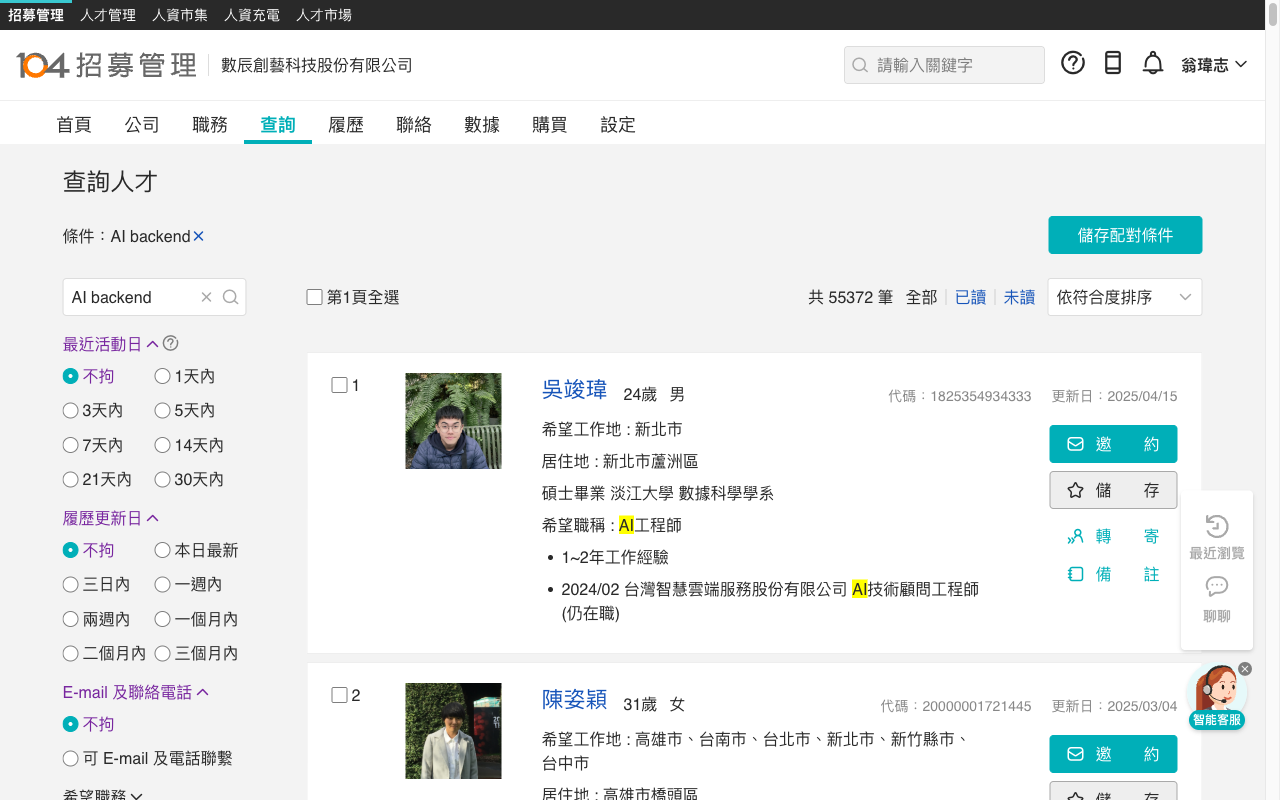 招募管理 人才管理 人資市集 人資充電 人才市場
104 招募管理 數辰創藝科技股份有限公司 請輸入關鍵字 翁瑋志
首頁 公司 職務 查詢 履歷 聯絡 數據 購買 設定
查詢人才
條件：AI backend
儲存配對條件
AI backend
第1頁全選
共 55372 筆 全部 已讀 未讀 依符合度排序
最近活動日
不拘 1天內
3天內 5天內
7天內 14天內
21天內 30天內
履歷更新日
不拘 本日最新
三日內 一週內
兩週內 一個月內
二個月內 三個月內
E-mail 及聯絡電話
不拘
可 E-mail 及電話聯繫
希望職務
1 吳竣瑋 24歲 男 代碼：1825354934333 更新日：2025/04/15
希望工作地 : 新北市
居住地 : 新北市蘆洲區
碩士畢業 淡江大學 數據科學學系
希望職稱 : AI工程師
• 1~2年工作經驗
• 2024/02 台灣智慧雲端服務股份有限公司 AI技術顧問工程師
(仍在職)
邀 約
儲 存
轉 寄
備 註
最近瀏覽
聊聊
智能客服
2 陳姿穎 31歲 女 代碼：20000001721445 更新日：2025/03/04
希望工作地 : 高雄市、台南市、台北市、新北市、新竹縣市、
台中市
居住地 : 高雄市橋頭區
邀 約
儲 存